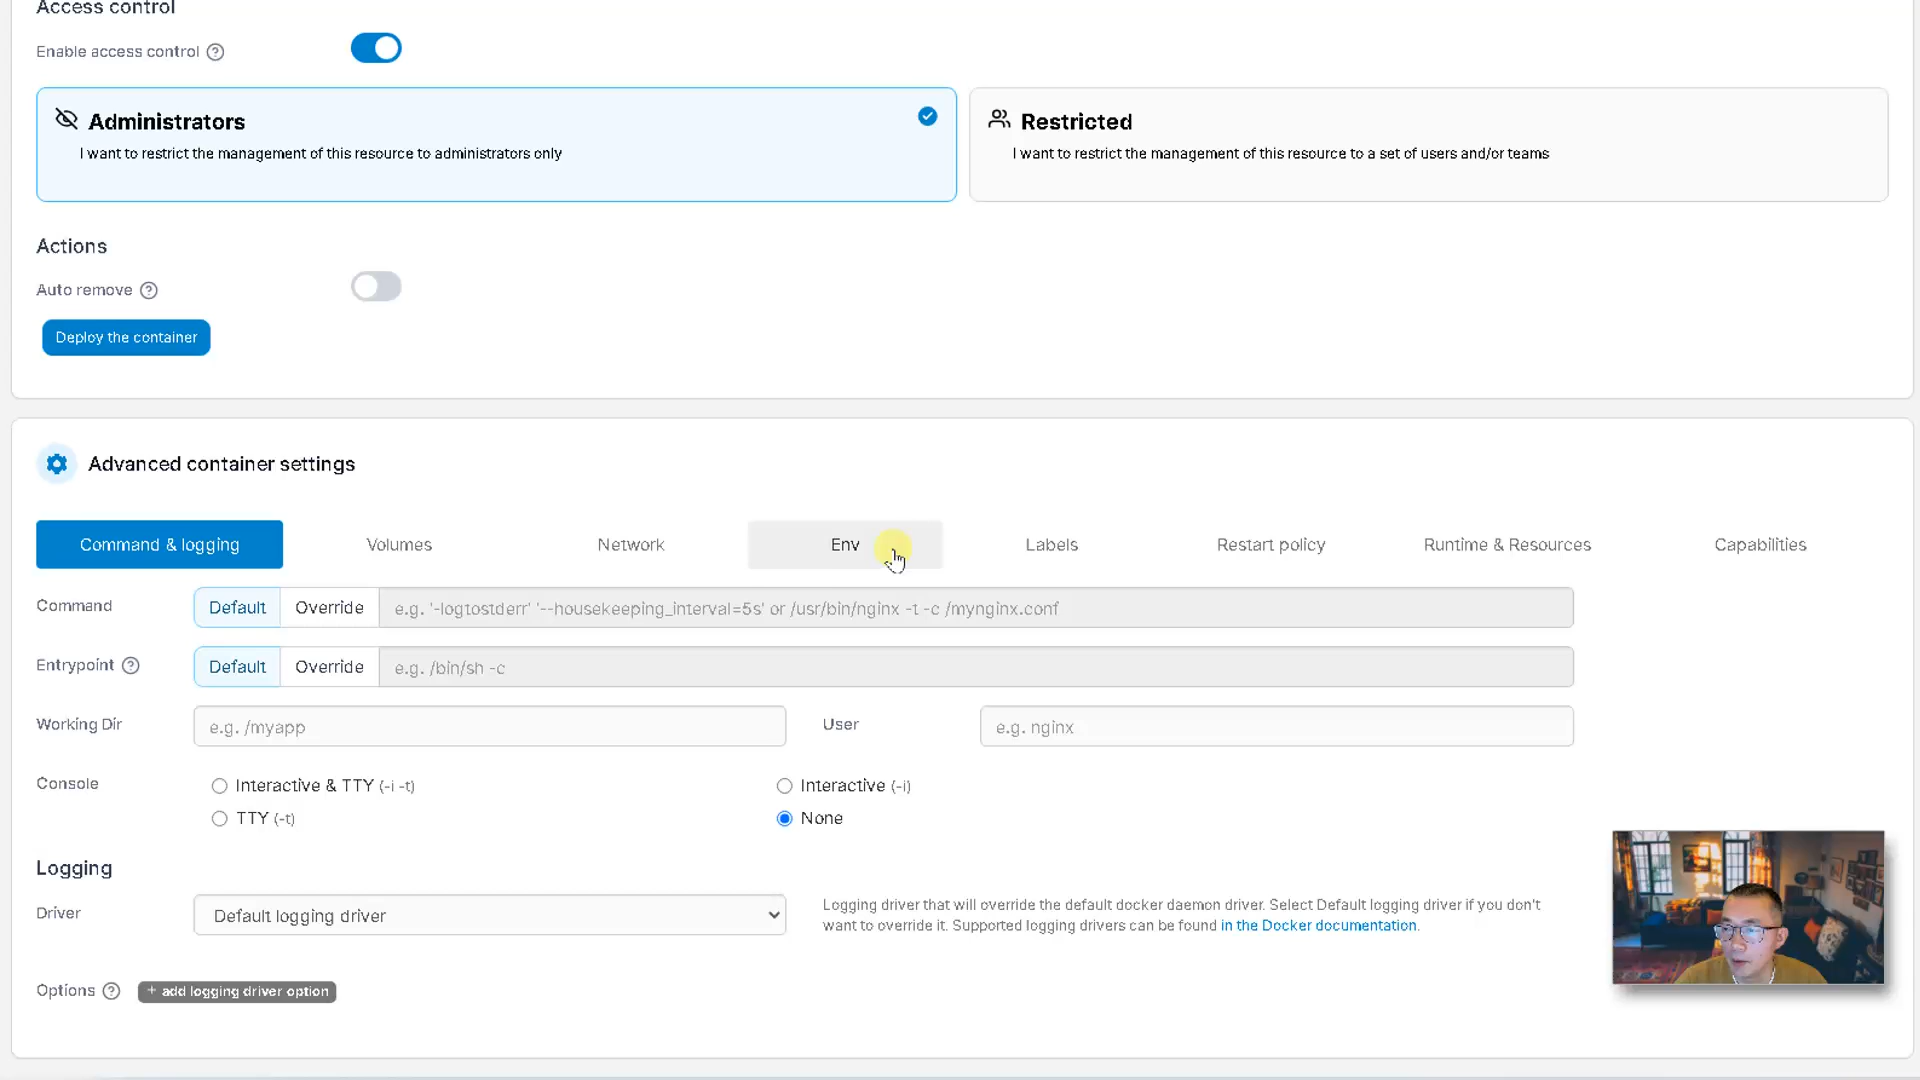 Access control
Enable access control
Administrators
I want to restrict the management of this resource to administrators only
Restricted
I want to restrict the management of this resource to a set of users and/or teams
Actions
Auto remove
Deploy the container
Advanced container settings
Command & logging
Volumes
Network
Env
Labels
Restart policy
Runtime & Resources
Capabilities
Command
Default
Override
e.g. '-logtostderr' '--housekeeping_interval=5s' or /usr/bin/nginx -t -c /mynginx.conf
Entrypoint
Default
Override
e.g. /bin/sh -c
Working Dir
e.g. /myapp
User
e.g. nginx
Console
Interactive & TTY (-i -t)
Interactive (-i)
TTY (-t)
None
Logging
Driver
Default logging driver
Logging driver that will override the default docker daemon driver. Select Default logging driver if you don't
want to override it. Supported logging drivers can be found in the Docker documentation.
Options
+ add logging driver option